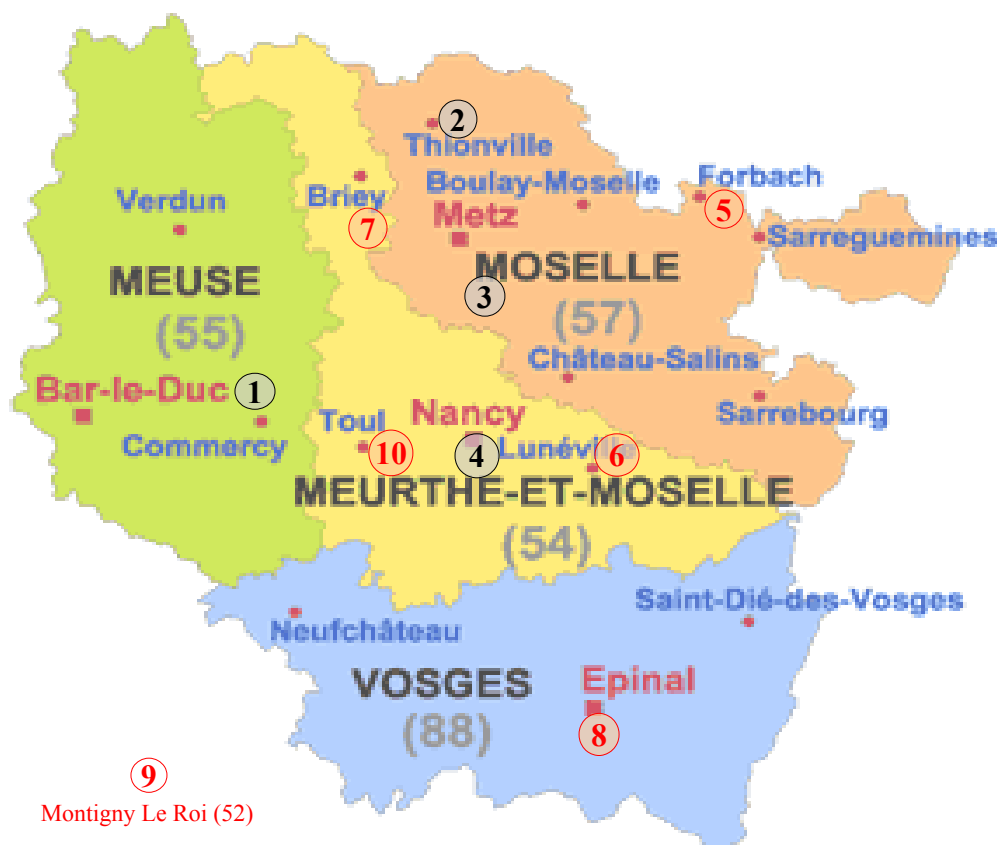 2
Thionville
Boulay-Moselle
Forbach
Briey
Verdun
5
7
Metz
Sarreguemines
MOSELLE
MEUSE
3
(57)
(55)
Château-Salins
Bar-le-Duc
1
Sarrebourg
Toul
Nancy
Commercy
10
4
Lunéville
6
MEURTHE-ET-MOSELLE
(54)
Saint-Dié-des-Vosges
Neufchâteau
VOSGES
Epinal
(88)
8
9
Montigny Le Roi (52)